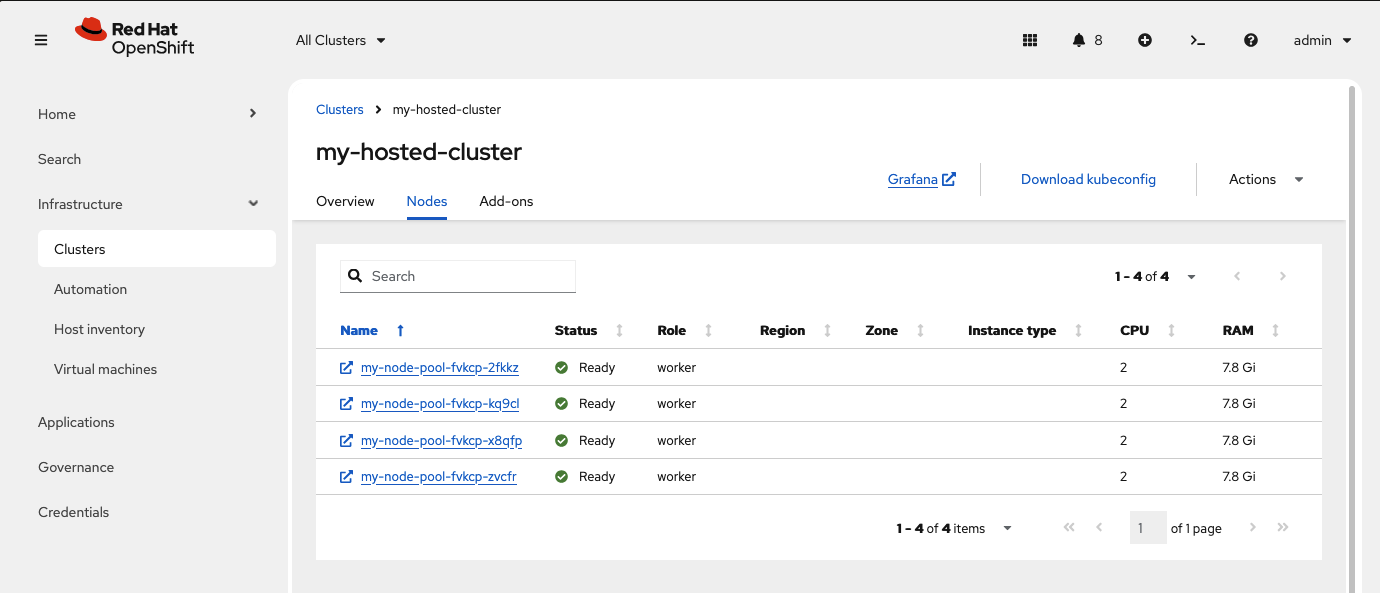 Red Hat
OpenShift
All Clusters
8
admin
Home
Search
Infrastructure
Clusters
Automation
Host inventory
Virtual machines
Applications
Governance
Credentials
Clusters my-hosted-cluster
my-hosted-cluster
Grafana Download kubeconfig Actions
Overview Nodes Add-ons
Search 1 - 4 of 4
Name Status Role Region Zone Instance type CPU RAM
my-node-pool-fvkcp-2fkkz Ready worker 2 7.8 Gi
my-node-pool-fvkcp-kq9cl Ready worker 2 7.8 Gi
my-node-pool-fvkcp-x8qfp Ready worker 2 7.8 Gi
my-node-pool-fvkcp-zvcfr Ready worker 2 7.8 Gi
1 - 4 of 4 items 1 of 1 page